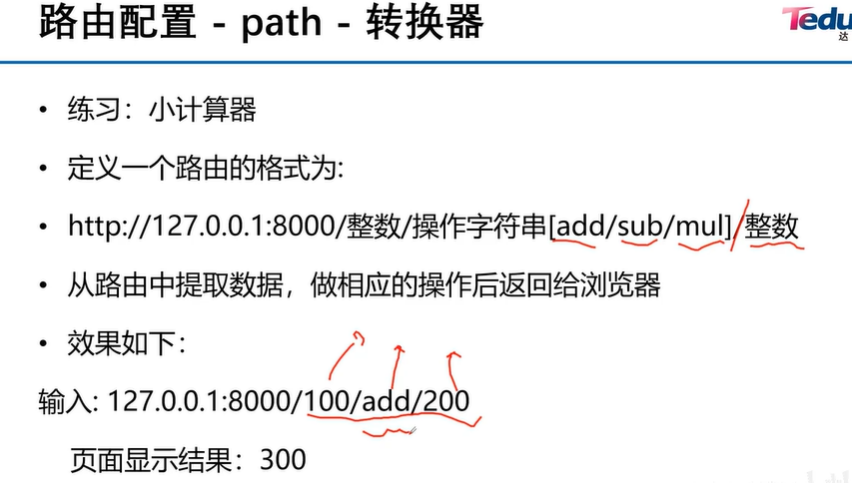 路由配置 - path - 转换器
Tedu
达
• 练习：小计算器
• 定义一个路由的格式为:
• http://127.0.0.1:8000/整数/操作字符串[add/sub/mul]/整数
• 从路由中提取数据，做相应的操作后返回给浏览器
• 效果如下：
输入: 127.0.0.1:8000/100/add/200
页面显示结果：300